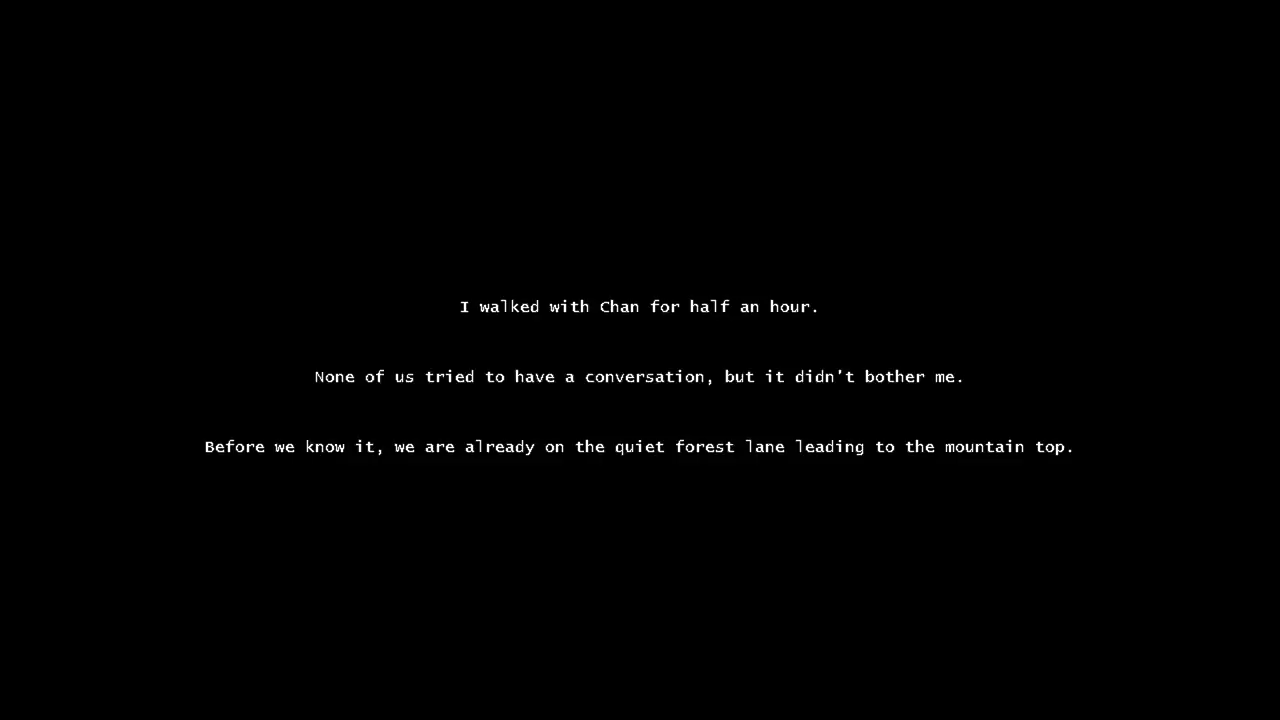 I walked with Chan for half an hour.
None of us tried to have a conversation, but it didn't bother me.
Before we know it, we are already on the quiet forest lane leading to the mountain top.